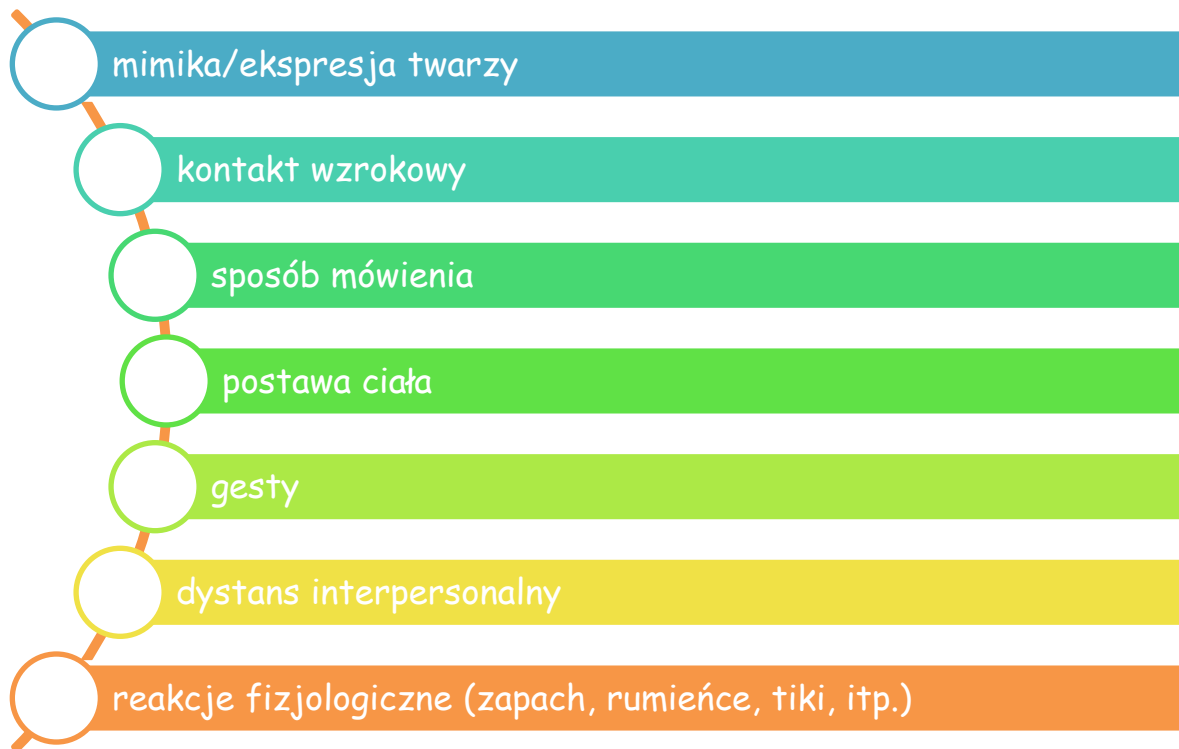 mimika/ekspresja twarzy
kontakt wzrokowy
sposób mówienia
postawa ciała
gesty
dystans interpersonalny
reakcje fizjologiczne (zapach, rumieńce, tiki, itp.)